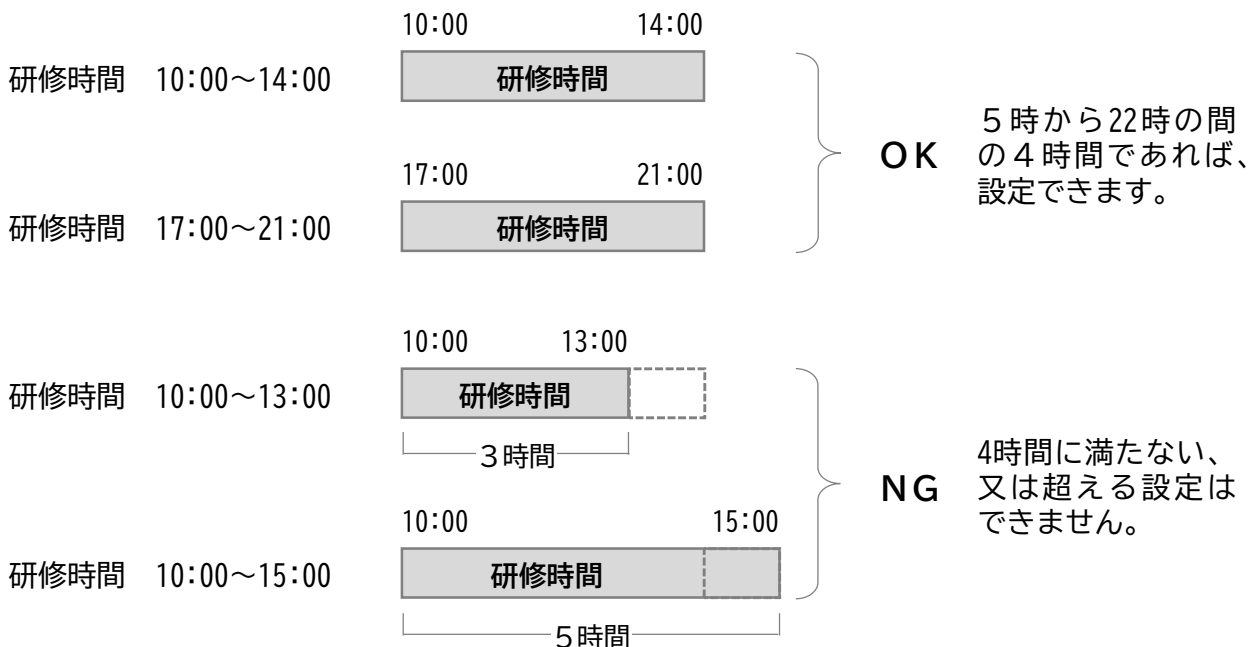 10:00 14:00
研修時間 10:00～14:00 研修時間
17:00 21:00
研修時間 17:00～21:00 研修時間
OK
５時から22時の間
の４時間であれば、
設定できます。
10:00 13:00
研修時間 10:00～13:00 研修時間
３時間
10:00 15:00
研修時間 10:00～15:00 研修時間
５時間
NG
4時間に満たない、
又は超える設定は
できません。